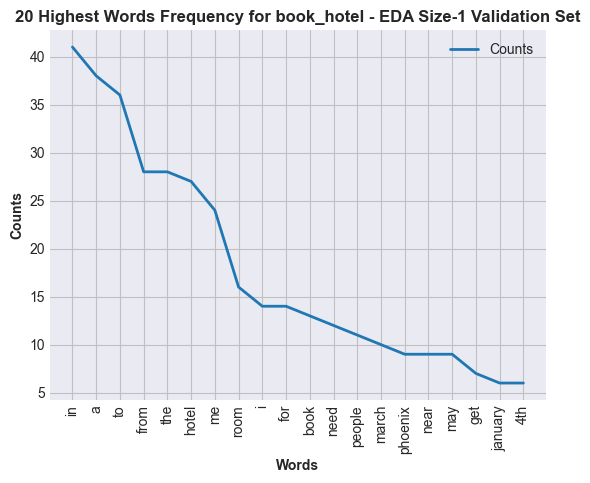 20 Highest Words Frequency for book_hotel - EDA Size-1 Validation Set
Counts
Counts
40
35
30
25
20
15
10
5
in
a
to
from
the
hotel
me
room
i
for
book
need
people
march
phoenix
near
may
get
january
4th
Words